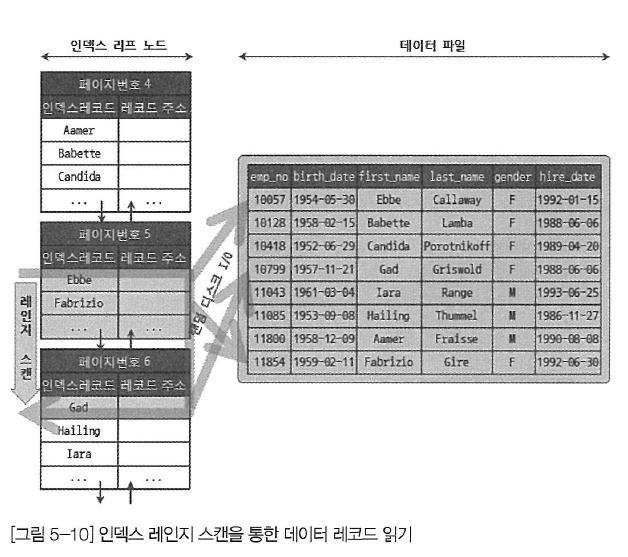 인덱스 리프 노드
데이터 파일
페이지번호 4
인덱스레코드 레코드 주소
Aamer
Babette
Candida
...
...
페이지번호 5
인덱스레코드 레코드 주소
Ebbe
Fabrizio
...
...
페이지번호 6
인덱스레코드 레코드 주소
Gad
Hailing
Iara
...
...
레인지 스캔
랜덤 디스크 I/O
emp_no birth_date first_name last_name gender hire_date
10057 1954-05-30 Ebbe Callaway F 1992-01-15
10128 1958-02-15 Babette Lamba F 1988-06-06
10418 1952-06-29 Candida Porotnikoff F 1989-04-20
10799 1957-11-21 Gad Griswold F 1988-06-06
11043 1961-03-04 Iara Range M 1993-06-25
11085 1953-09-08 Hailing Thummel M 1986-11-27
11800 1958-12-09 Aamer Fraisse M 1990-08-08
11854 1959-02-11 Fabrizio Gire F 1992-06-30
[그림 5-10] 인덱스 레인지 스캔을 통한 데이터 레코드 읽기